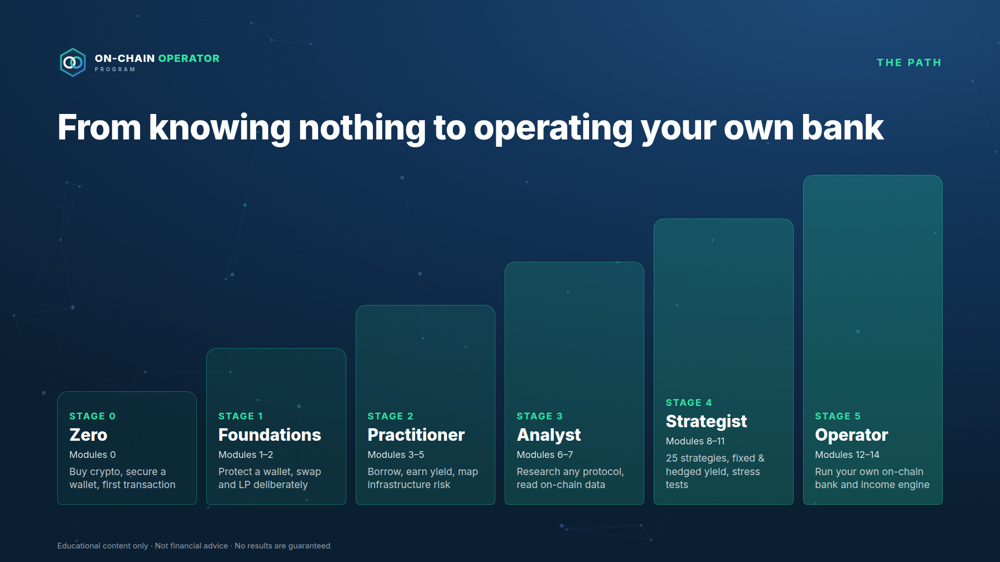 ON-CHAIN OPERATOR
PROGRAM
THE PATH
From knowing nothing to operating your own bank
STAGE 0
Zero
Modules 0
Buy crypto, secure a
wallet, first transaction
STAGE 1
Foundations
Modules 1–2
Protect a wallet, swap
and LP deliberately
STAGE 2
Practitioner
Modules 3–5
Borrow, earn yield, map
infrastructure risk
STAGE 3
Analyst
Modules 6–7
Research any protocol,
read on-chain data
STAGE 4
Strategist
Modules 8–11
25 strategies, fixed &
hedged yield, stress
tests
STAGE 5
Operator
Modules 12–14
Run your own on-chain
bank and income engine
Educational content only · Not financial advice · No results are guaranteed